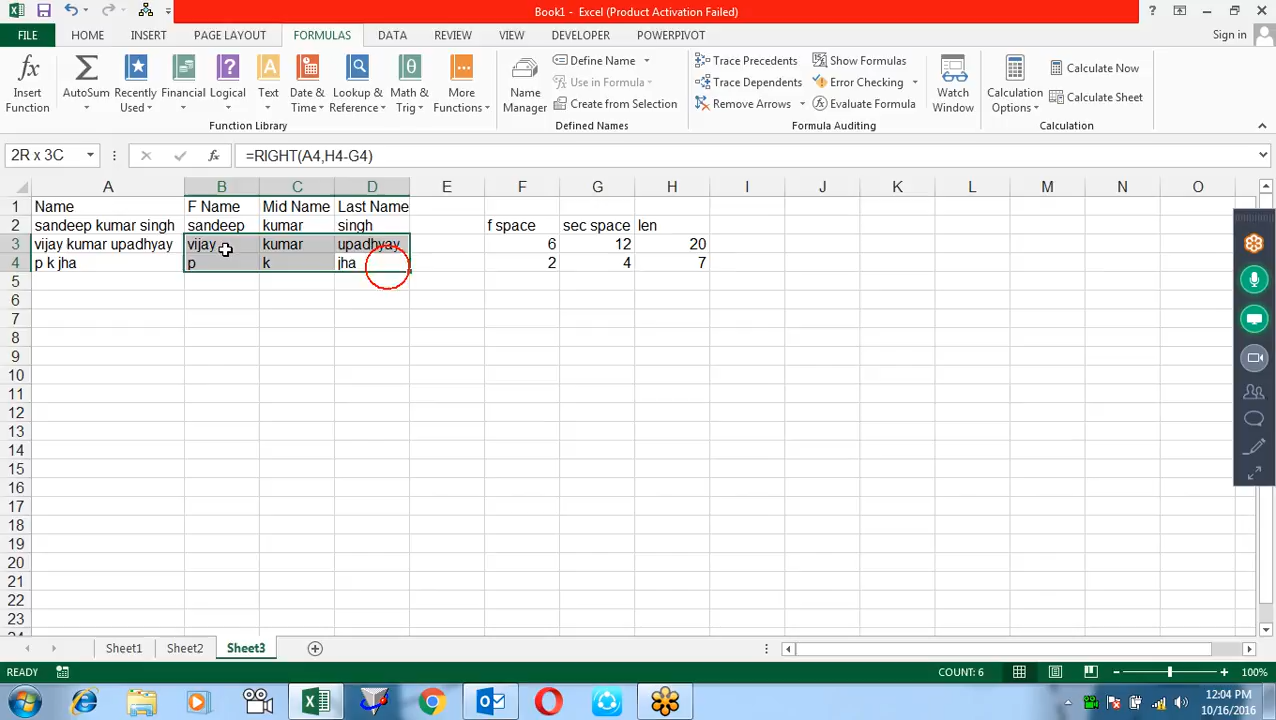 Book1 - Excel (Product Activation Failed)
FILE HOME INSERT PAGE LAYOUT FORMULAS DATA REVIEW VIEW DEVELOPER POWERPIVOT Sign in
Insert Function
AutoSum
Recently Used
Financial
Logical
Text
Date & Time
Lookup & Reference
Math & Trig
More Functions
Function Library
Name Manager
Define Name
Use in Formula
Create from Selection
Defined Names
Trace Precedents
Trace Dependents
Remove Arrows
Show Formulas
Error Checking
Evaluate Formula
Formula Auditing
Watch Window
Calculation Options
Calculate Now
Calculate Sheet
Calculation
2R x 3C fx =RIGHT(A4,H4-G4)
A B C D E F G H I J K L M N O
1 Name F Name Mid Name Last Name
2 sandeep kumar singh sandeep kumar singh f space sec space len
3 vijay kumar upadhyay vijay kumar upadhyay 6 12 20
4 p k jha p k jha 2 4 7
5
6
7
8
9
10
11
12
13
14
15
16
17
18
19
20
21
22
23
Sheet1 Sheet2 Sheet3
READY COUNT: 6 100%
12:04 PM
10/16/2016